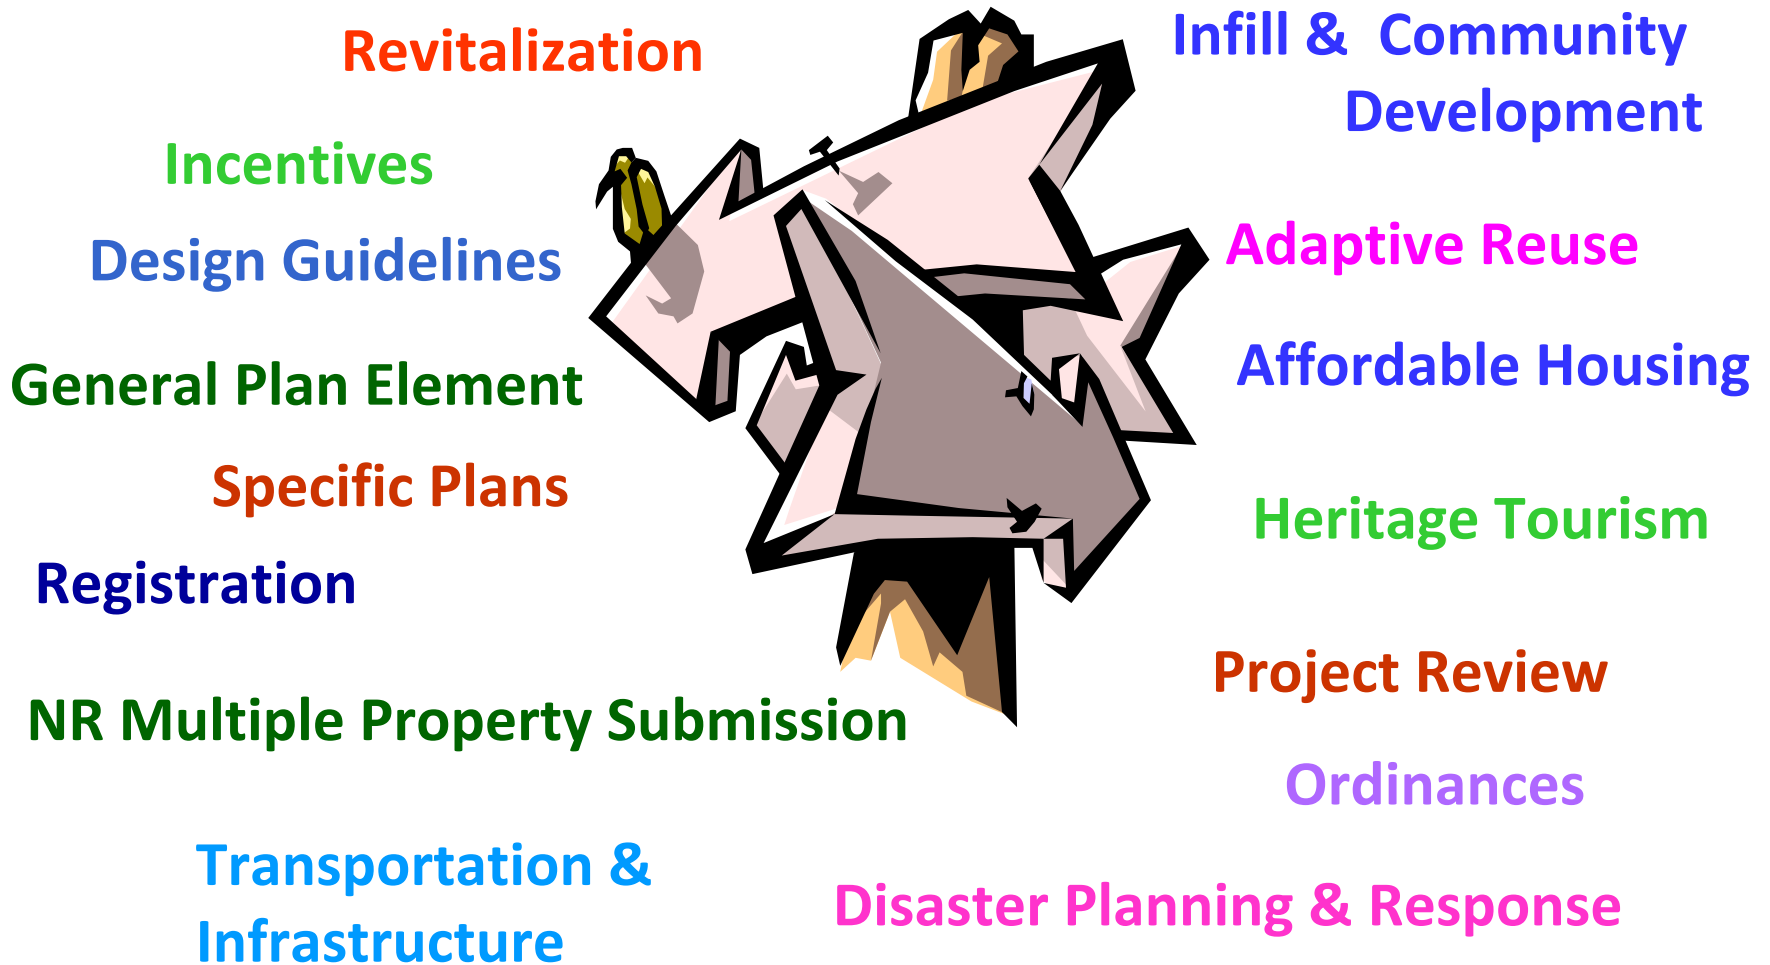 Revitalization
Incentives
Design Guidelines
General Plan Element
Specific Plans
Registration
NR Multiple Property Submission
Transportation &
Infrastructure
Infill & Community
Development
Adaptive Reuse
Affordable Housing
Heritage Tourism
Project Review
Ordinances
Disaster Planning & Response